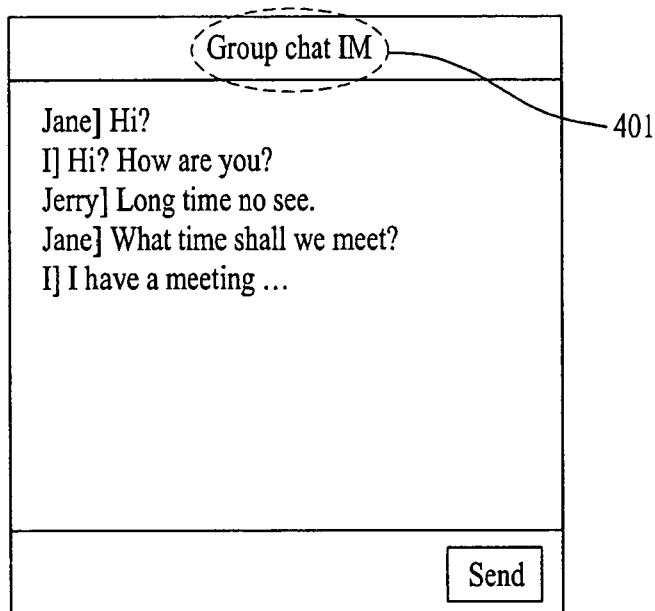 Group chat IM
401
Jane] Hi?
I] Hi? How are you?
Jerry] Long time no see.
Jane] What time shall we meet?
I] I have a meeting ...
Send